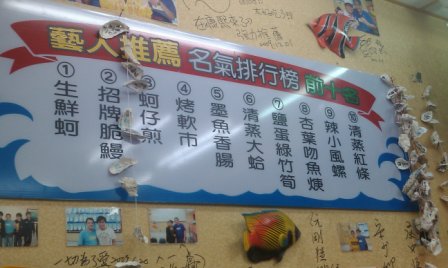 藝人推薦 名氣排行榜 前十名
①生鮮蚵
②招牌脆鰻
③蚵仔煎
④烤軟市
⑤墨魚香腸
⑥清蒸大蛤
⑦鹽蛋綠竹筍
⑧杏葉吻魚焿
⑨辣小風螺
⑩清蒸紅條